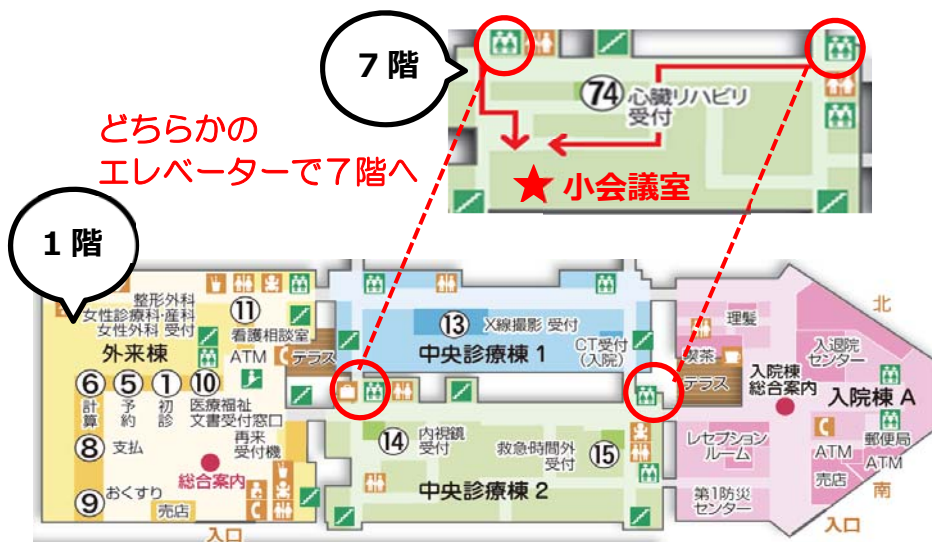 7階
74
心臓リハビリ
受付
どちらかの
エレベーターで7階へ
★ 小会議室
1階
整形外科
女性診療科・産科
女性外科 受付
⑪
看護相談室
外来棟
ATM
テラス
⑥
計算
⑤
予約
①
初診
⑩
医療福祉
文書受付窓口
⑧
支払
再来
受付機
総合案内
⑨
おくすり
売店
入口
⑬
X線撮影 受付
中央診療棟 1
CT受付
(入院)
⑭
内視鏡
受付
救急時間外
受付
⑮
中央診療棟 2
理髪
喫茶
テラス
入院棟
総合案内
入退院
センター
北
入院棟 A
レセプション
ルーム
郵便局
ATM
ATM
売店
南
第1防災
センター
入口